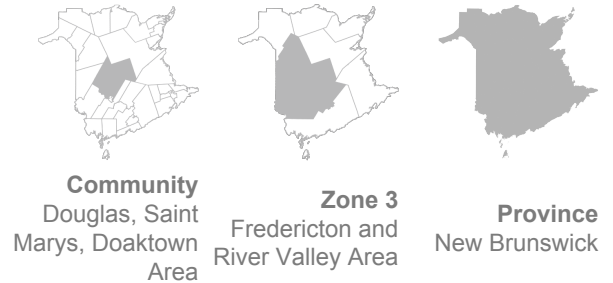 Community
Douglas, Saint
Marys, Doaktown
Area
Zone 3
Fredericton and
River Valley Area
Province
New Brunswick